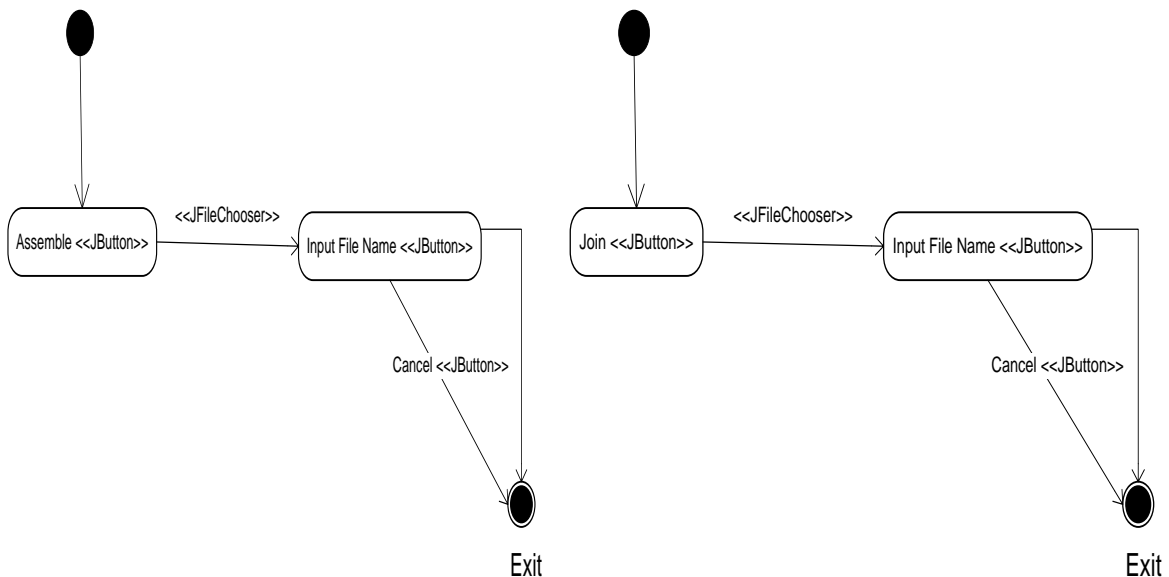 <<JFileChooser>>
Assemble <<JButton>>
Input File Name <<JButton>>
Cancel <<JButton>>
Exit
<<JFileChooser>>
Join <<JButton>>
Input File Name <<JButton>>
Cancel <<JButton>>
Exit